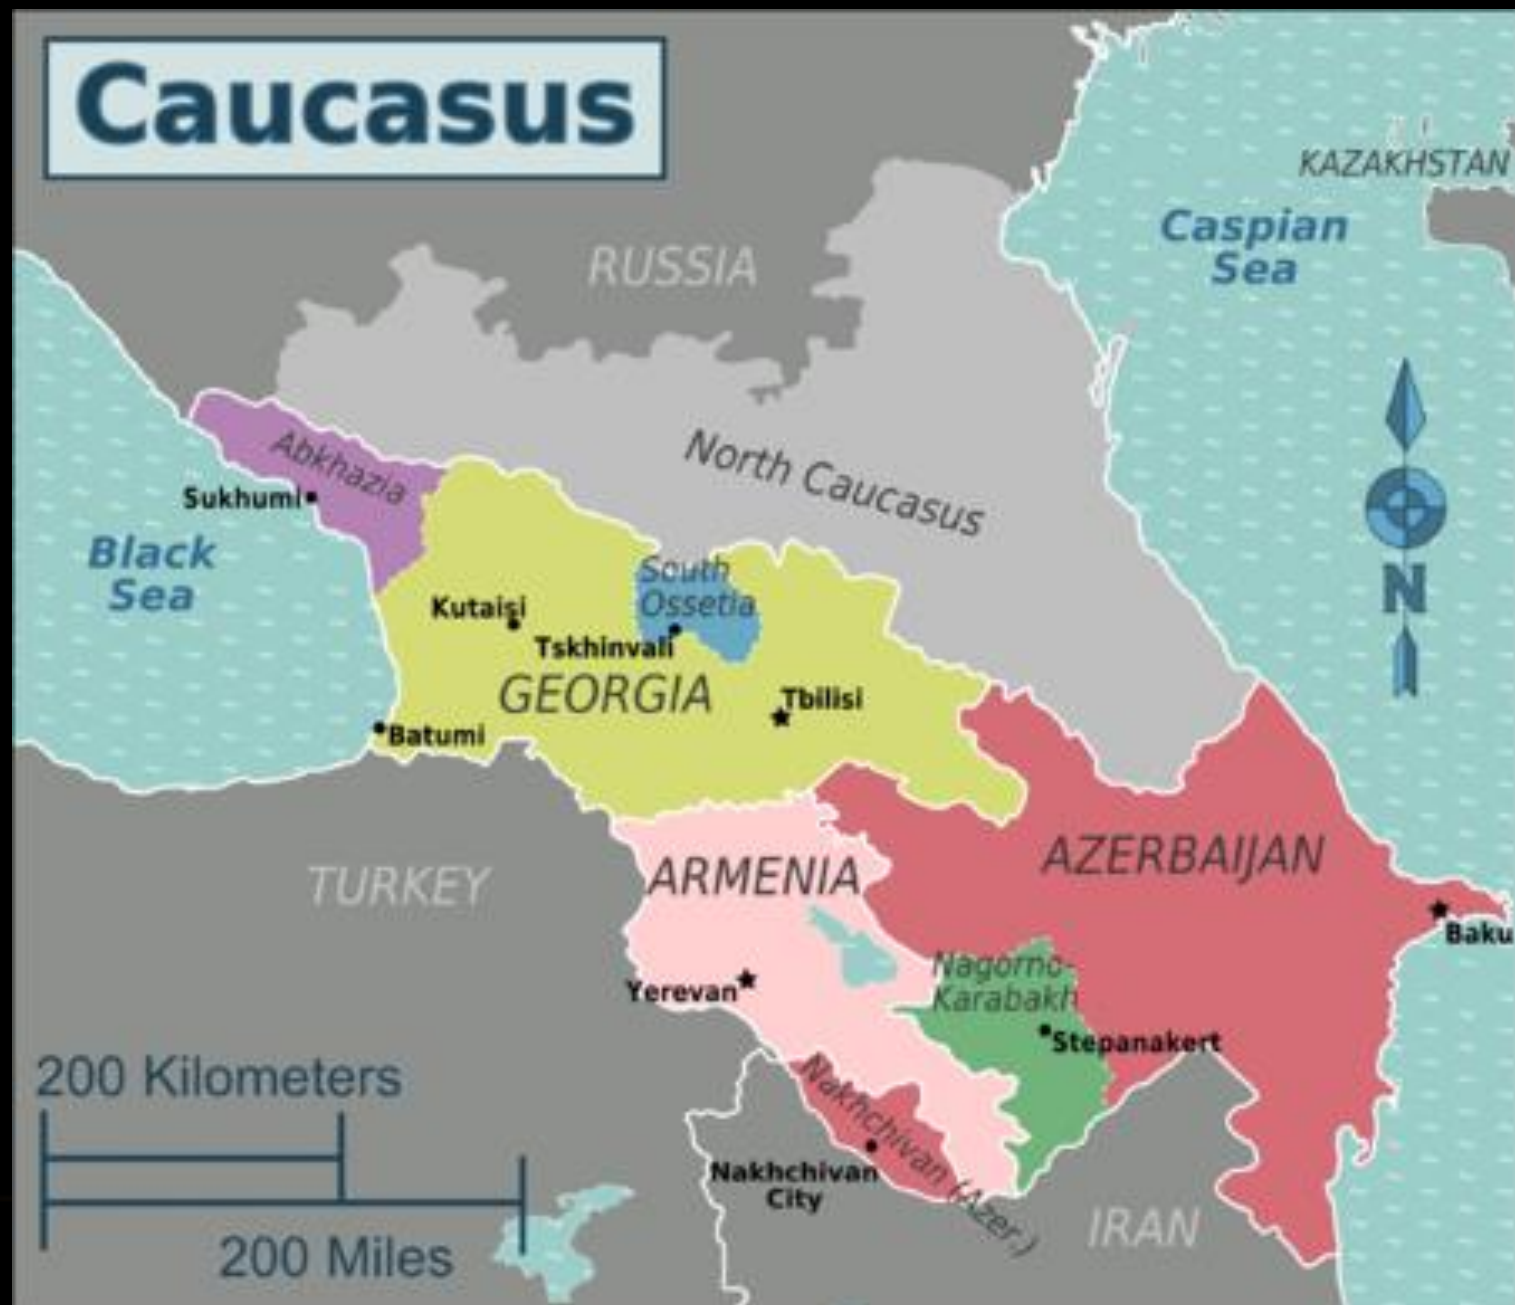 Caucasus
KAZAKHSTAN
Caspian
Sea
RUSSIA
North Caucasus
Abkhazia
Sukhumi
Black
Sea
South
Ossetia
Kutaisi
Tskhinvali
GEORGIA
Tbilisi
Batumi
N
AZERBAIJAN
ARMENIA
TURKEY
Baku
Nagorno-
Karabakh
Yerevan
Stepanakert
200 Kilometers
Nakhchivan (Azer.)
Nakhchivan
City
IRAN
200 Miles